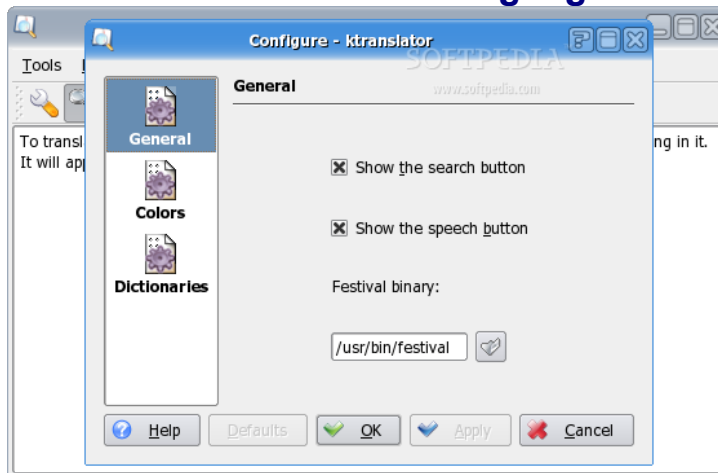 Configure - ktranslator
SOFTPEDIA
www.softpedia.com
Tools
General
General
Colors
Dictionaries
To transl
ng in it.
It will ap
Show the search button
Show the speech button
Festival binary:
/usr/bin/festival
Help
Defaults
OK
Apply
Cancel